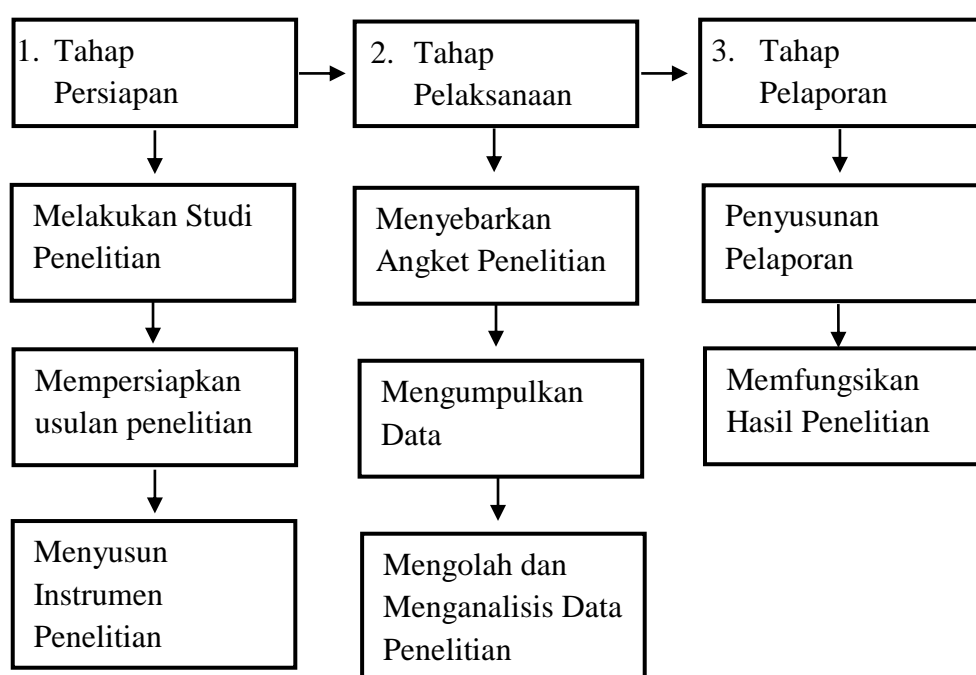 1. Tahap
Persiapan
2. Tahap
Pelaksanaan
3. Tahap
Pelaporan
Melakukan Studi
Penelitian
Menyebarkan
Angket Penelitian
Penyusunan
Pelaporan
Mempersiapkan
usulan penelitian
Mengumpulkan
Data
Memfungsikan
Hasil Penelitian
Menyusun
Instrumen
Penelitian
Mengolah dan
Menganalisis Data
Penelitian